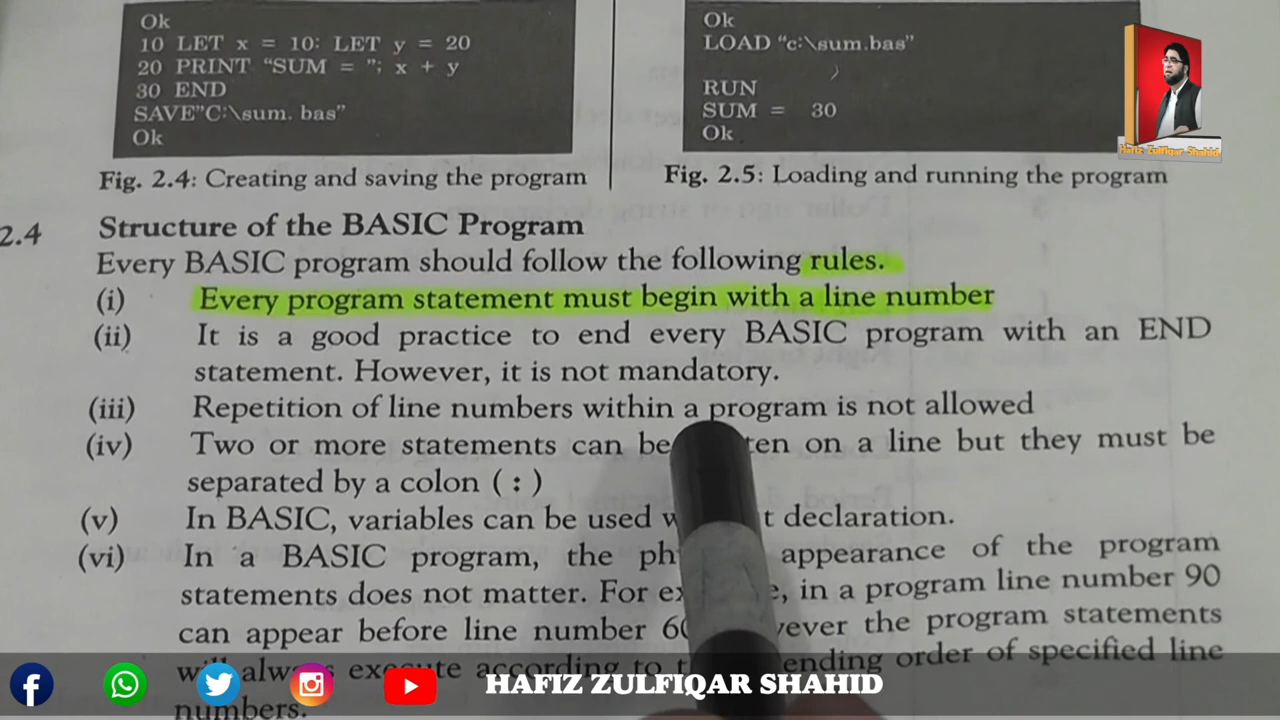 Ok
10 LET x = 10: LET y = 20
20 PRINT “SUM = ”; x + y
30 END
SAVE”C:\sum. bas”
Ok
Fig. 2.4: Creating and saving the program
Ok
LOAD “c:\sum.bas”
RUN
SUM = 30
Ok
Fig. 2.5: Loading and running the program
Hafiz Zulfiqar Shahid
2.4 Structure of the BASIC Program
Every BASIC program should follow the following rules.
(i) Every program statement must begin with a line number
(ii) It is a good practice to end every BASIC program with an END
statement. However, it is not mandatory.
(iii) Repetition of line numbers within a program is not allowed
(iv) Two or more statements can be on a line but they must be
separated by a colon ( : )
(v) In BASIC, variables can be used declaration.
(vi) In a BASIC program, the appearance of the program
statements does not matter. For in a program line number 90
can appear before line number the program statements
execute according to order of specified line
numbers.
HAFIZ ZULFIQAR SHAHID